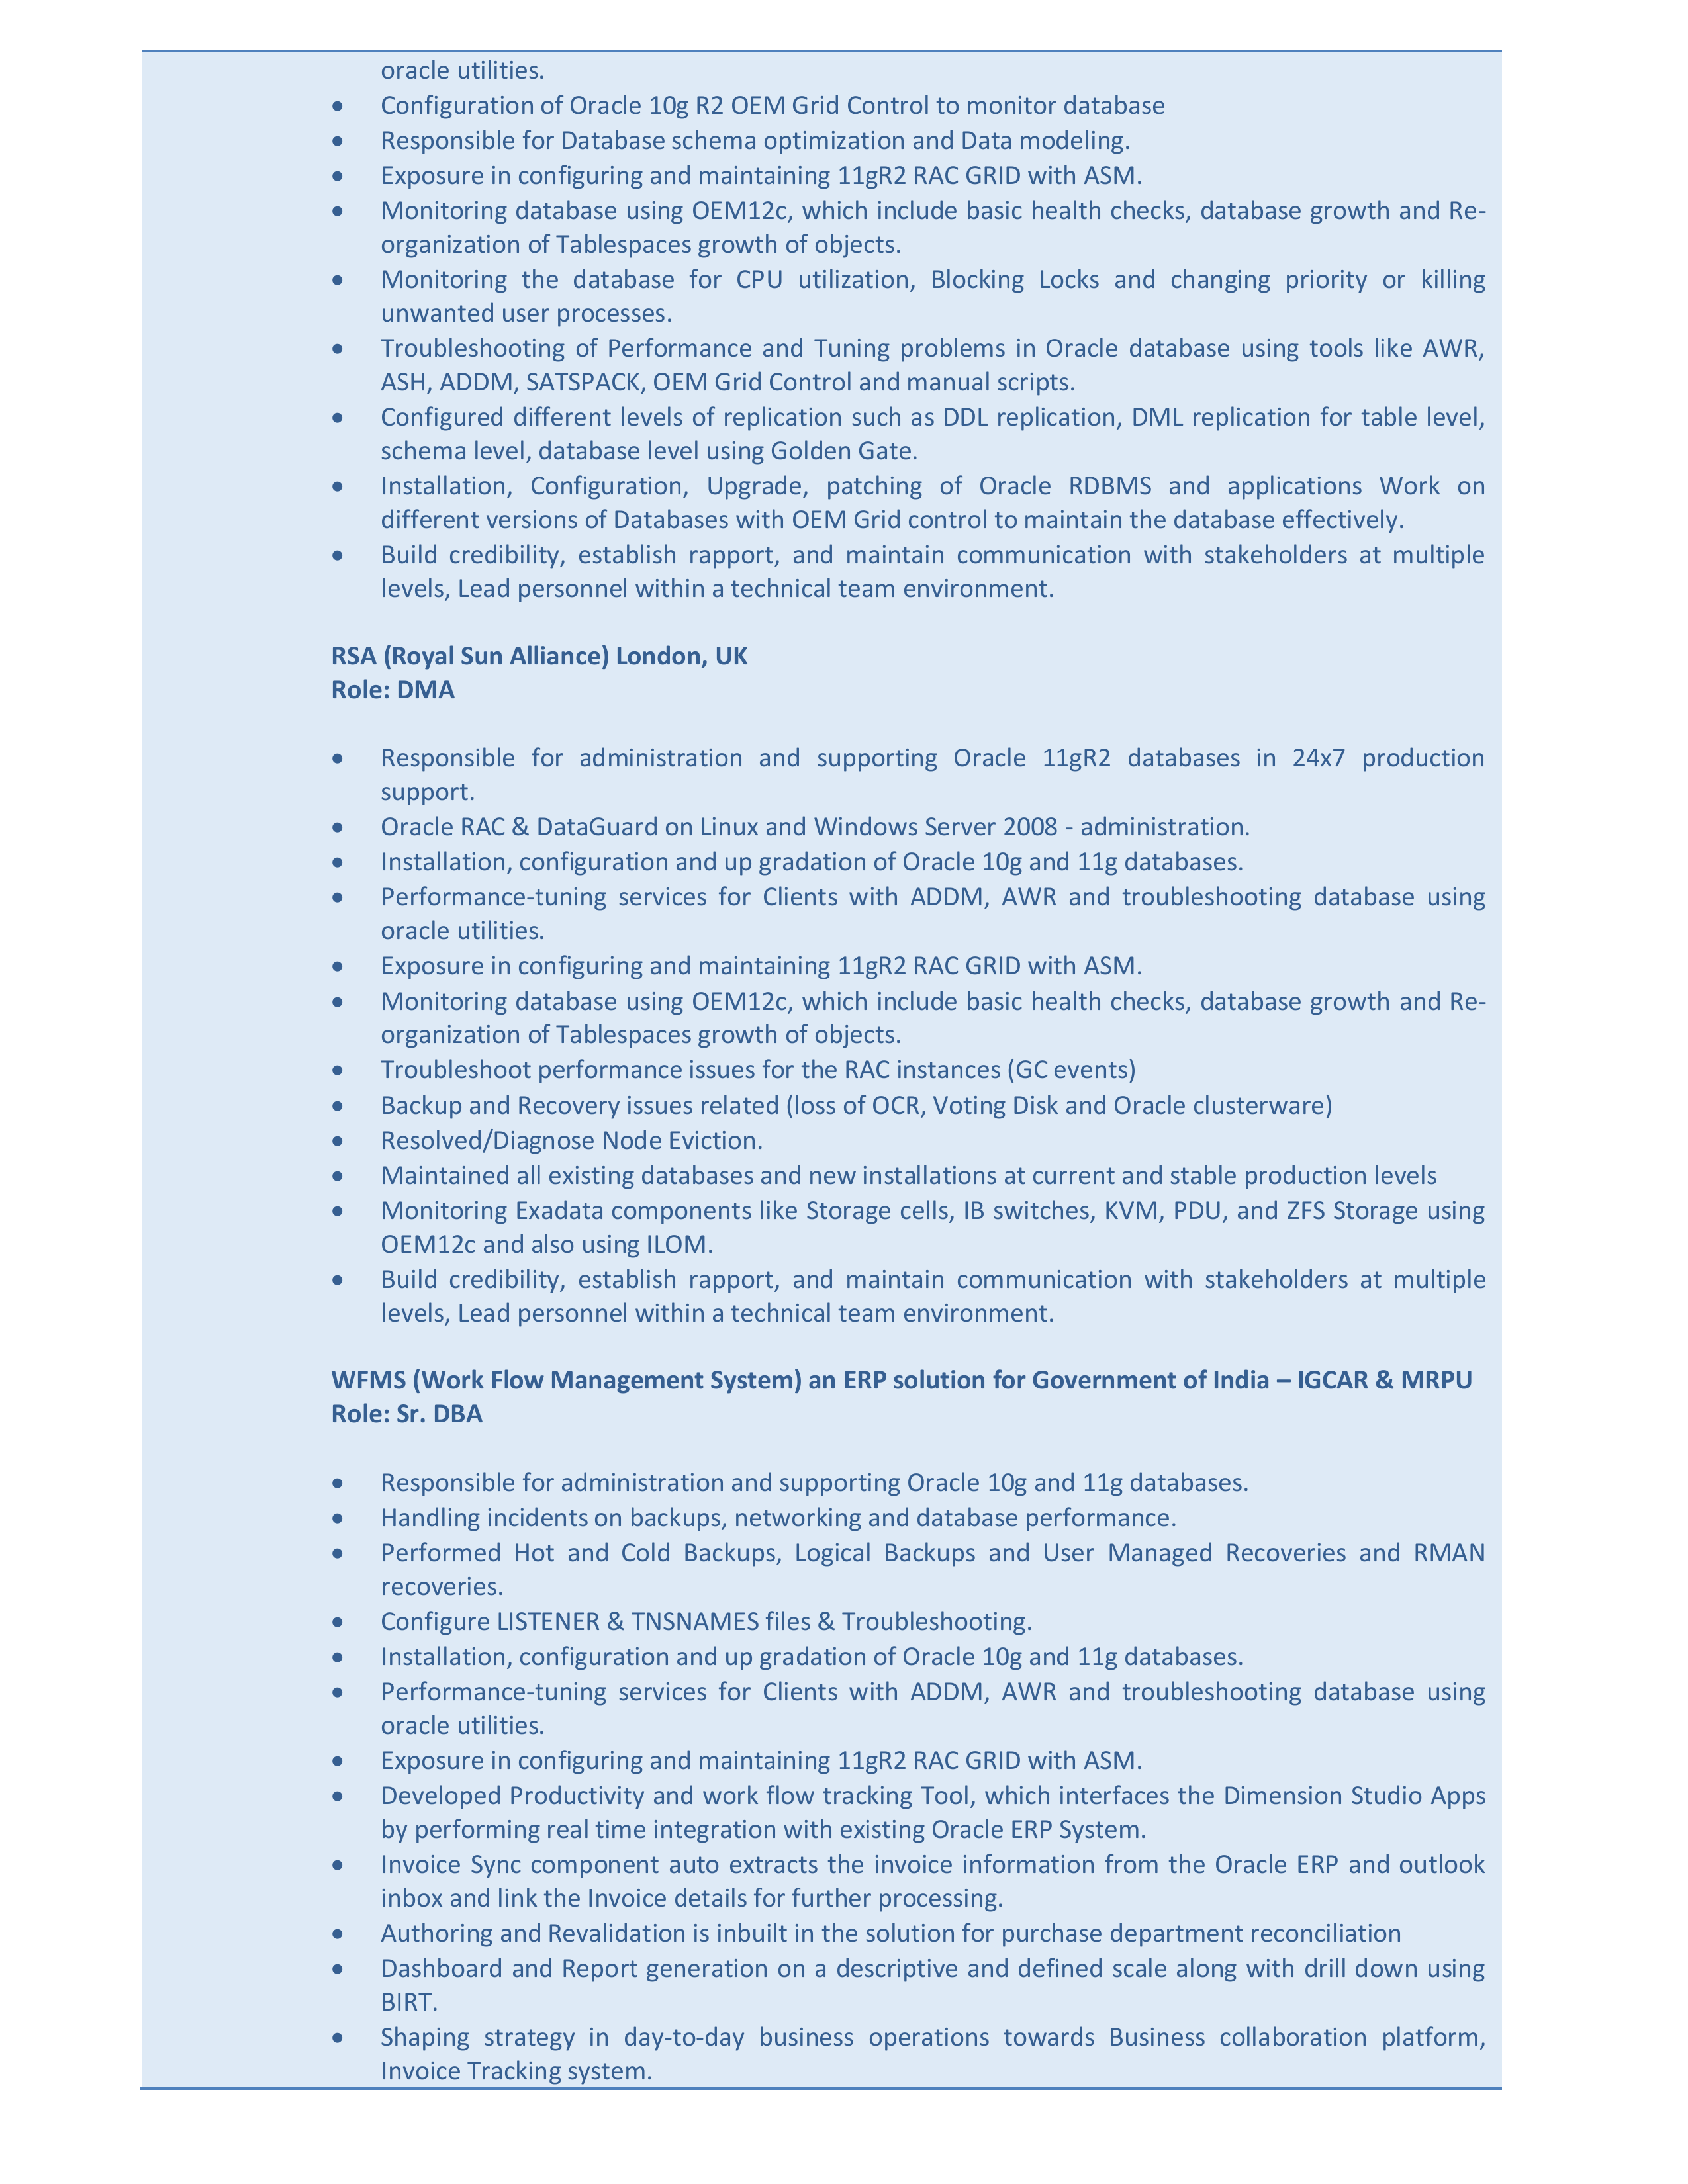 oracle utilities.
• Configuration of Oracle 10g R2 OEM Grid Control to monitor database
• Responsible for Database schema optimization and Data modeling.
• Exposure in configuring and maintaining 11gR2 RAC GRID with ASM.
• Monitoring database using OEM12c, which include basic health checks, database growth and Re-
organization of Tablespaces growth of objects.
• Monitoring the database for CPU utilization, Blocking Locks and changing priority or killing
unwanted user processes.
• Troubleshooting of Performance and Tuning problems in Oracle database using tools like AWR,
ASH, ADDM, SATSPACK, OEM Grid Control and manual scripts.
• Configured different levels of replication such as DDL replication, DML replication for table level,
schema level, database level using Golden Gate.
• Installation, Configuration, Upgrade, patching of Oracle RDBMS and applications Work on
different versions of Databases with OEM Grid control to maintain the database effectively.
• Build credibility, establish rapport, and maintain communication with stakeholders at multiple
levels, Lead personnel within a technical team environment.
RSA (Royal Sun Alliance) London, UK
Role: DMA
• Responsible for administration and supporting Oracle 11gR2 databases in 24x7 production
support.
• Oracle RAC & DataGuard on Linux and Windows Server 2008 - administration.
• Installation, configuration and up gradation of Oracle 10g and 11g databases.
• Performance-tuning services for Clients with ADDM, AWR and troubleshooting database using
oracle utilities.
• Exposure in configuring and maintaining 11gR2 RAC GRID with ASM.
• Monitoring database using OEM12c, which include basic health checks, database growth and Re-
organization of Tablespaces growth of objects.
• Troubleshoot performance issues for the RAC instances (GC events)
• Backup and Recovery issues related (loss of OCR, Voting Disk and Oracle clusterware)
• Resolved/Diagnose Node Eviction.
• Maintained all existing databases and new installations at current and stable production levels
• Monitoring Exadata components like Storage cells, IB switches, KVM, PDU, and ZFS Storage using
OEM12c and also using ILOM.
• Build credibility, establish rapport, and maintain communication with stakeholders at multiple
levels, Lead personnel within a technical team environment.
WFMS (Work Flow Management System) an ERP solution for Government of India – IGCAR & MRPU
Role: Sr. DBA
• Responsible for administration and supporting Oracle 10g and 11g databases.
• Handling incidents on backups, networking and database performance.
• Performed Hot and Cold Backups, Logical Backups and User Managed Recoveries and RMAN
recoveries.
• Configure LISTENER & TNSNAMES files & Troubleshooting.
• Installation, configuration and up gradation of Oracle 10g and 11g databases.
• Performance-tuning services for Clients with ADDM, AWR and troubleshooting database using
oracle utilities.
• Exposure in configuring and maintaining 11gR2 RAC GRID with ASM.
• Developed Productivity and work flow tracking Tool, which interfaces the Dimension Studio Apps
by performing real time integration with existing Oracle ERP System.
• Invoice Sync component auto extracts the invoice information from the Oracle ERP and outlook
inbox and link the Invoice details for further processing.
• Authoring and Revalidation is inbuilt in the solution for purchase department reconciliation
• Dashboard and Report generation on a descriptive and defined scale along with drill down using
BIRT.
• Shaping strategy in day-to-day business operations towards Business collaboration platform,
Invoice Tracking system.